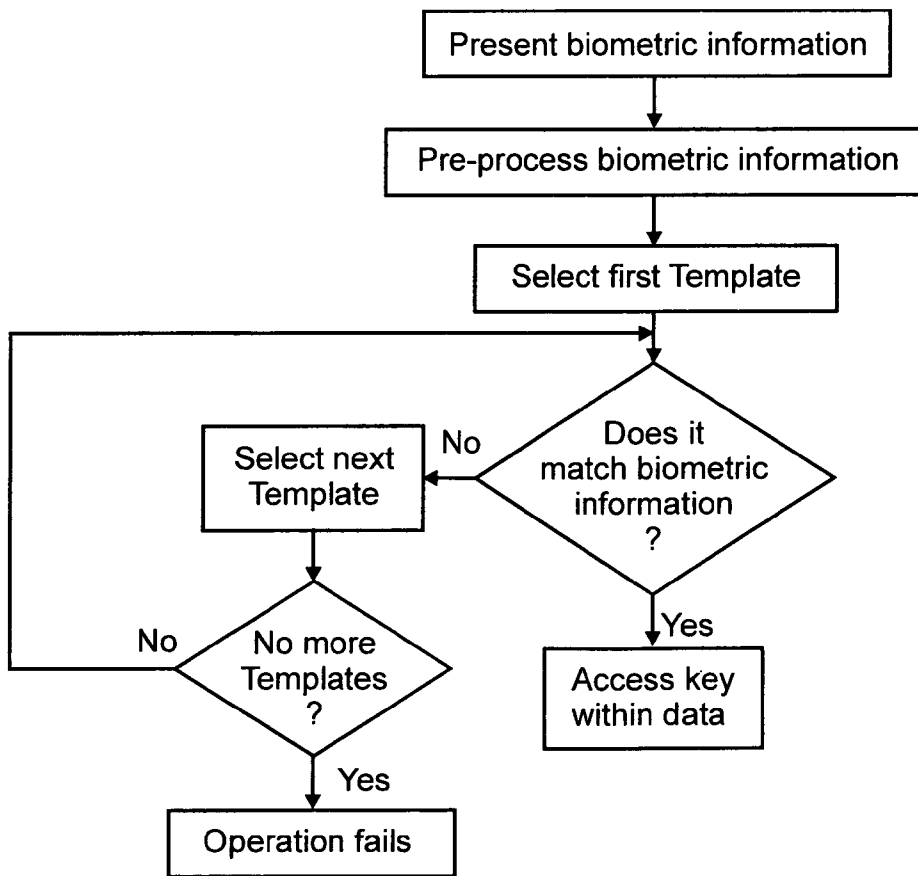 Present biometric information
Pre-process biometric information
Select first Template
Does it
match biometric
information
?
No
Select next
Template
Yes
Access key
within data
No more
Templates
?
No
Yes
Operation fails